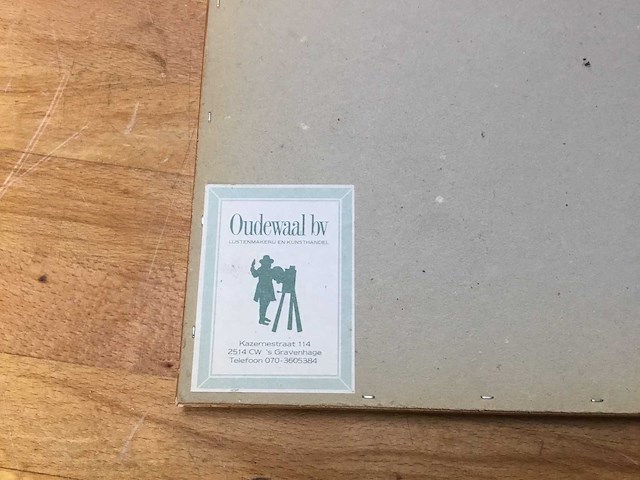 Oudewaal bv
LIJSTENMAKERIJ EN KUNSTHANDEL
Kazernestraat 114
2514 CW 's Gravenhage
Telefoon 070-3605384